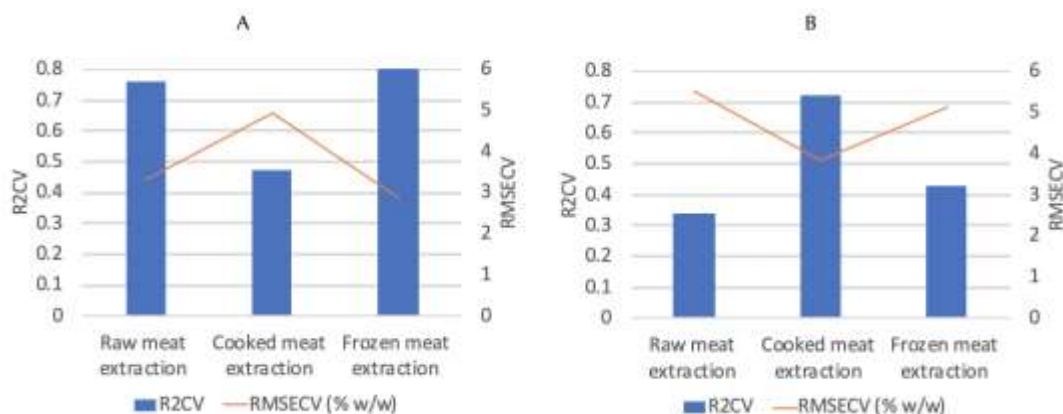 A
R2CV
0.8
0.7
0.6
0.5
0.4
0.3
0.2
0.1
0
6
5
4
3
2
1
0
RMSECV
Raw meat extraction
Cooked meat extraction
Frozen meat extraction
R2CV
RMSECV (% w/w)
B
R2CV
0.8
0.7
0.6
0.5
0.4
0.3
0.2
0.1
0
6
5
4
3
2
1
0
RMSECV
Raw meat extraction
Cooked meat extraction
Frozen meat extraction
R2CV
RMSECV (% w/w)